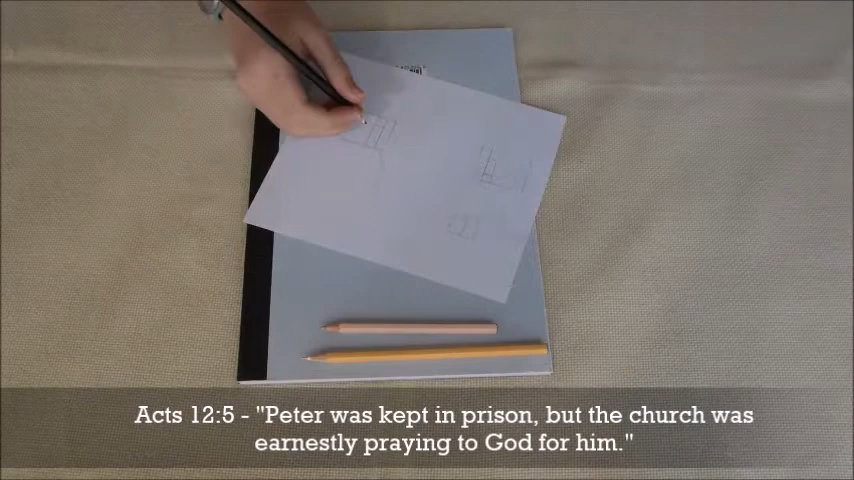 Acts 12:5 - "Peter was kept in prison, but the church was
earnestly praying to God for him."